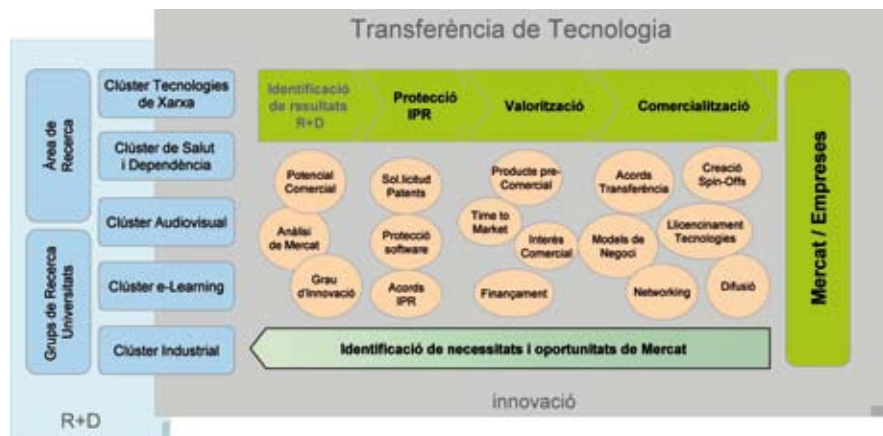 Transferència de Tecnologia
Àrea de
Recerca
Grups de Recerca
Universitats
Clúster Tecnologies
de Xarxa
Clúster de Salut
i Dependència
Clúster Audiovisual
Clúster e-Learning
Clúster Industrial
Identificació
de resultats
R+D
Protecció
IPR
Valorització
Comercialització
Potencial
Comercial
Anàlisi
de Mercat
Grau
d'Innovació
Sol.licitud
Patents
Protecció
software
Acords
IPR
Producte pre-
Comercial
Time to
Market
Interès
Comercial
Finançament
Acords
Transferència
Creació
Spin-Offs
Models de
Negoci
Llicencinament
Tecnologies
Networking
Difusió
Mercat / Empreses
Identificació de necessitats i oportunitats de Mercat
innovació
R+D